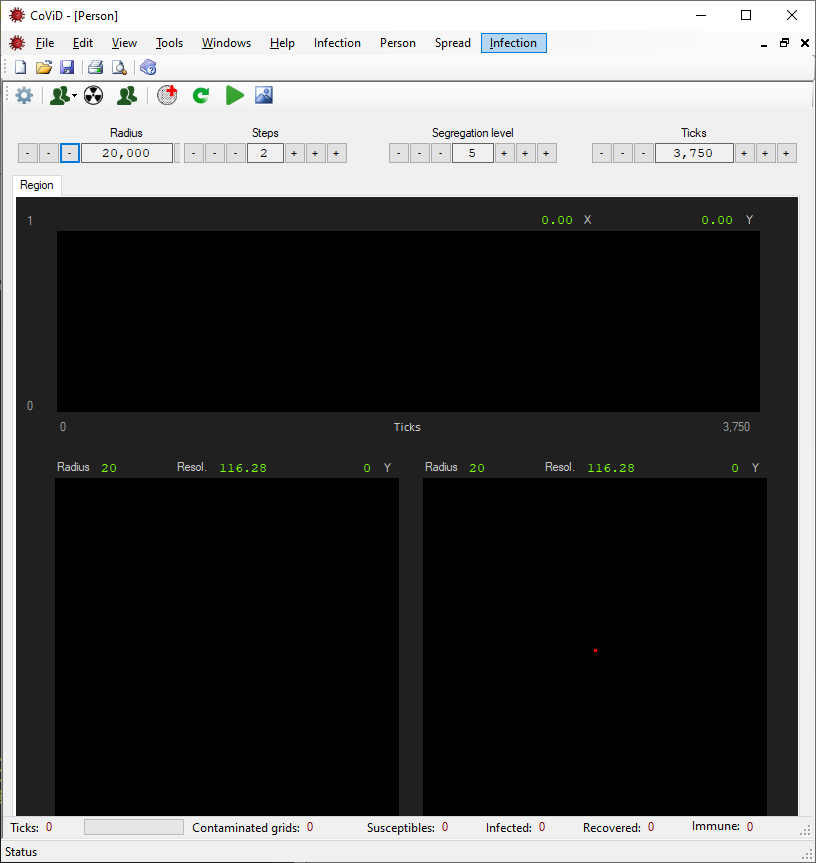 CoViD - [Person]
File Edit View Tools Windows Help Infection Person Spread Infection
Radius Steps Segregation level Ticks
- - - 20,000 - - - 2 + + + - - - 5 + + + - - - 3,750 + + +
Region
1 0.00 X 0.00 Y
0
0 Ticks 3,750
Radius 20 Resol. 116.28 0 Y Radius 20 Resol. 116.28 0 Y
Ticks: 0 Contaminated grids: 0 Susceptibles: 0 Infected: 0 Recovered: 0 Immune: 0
Status